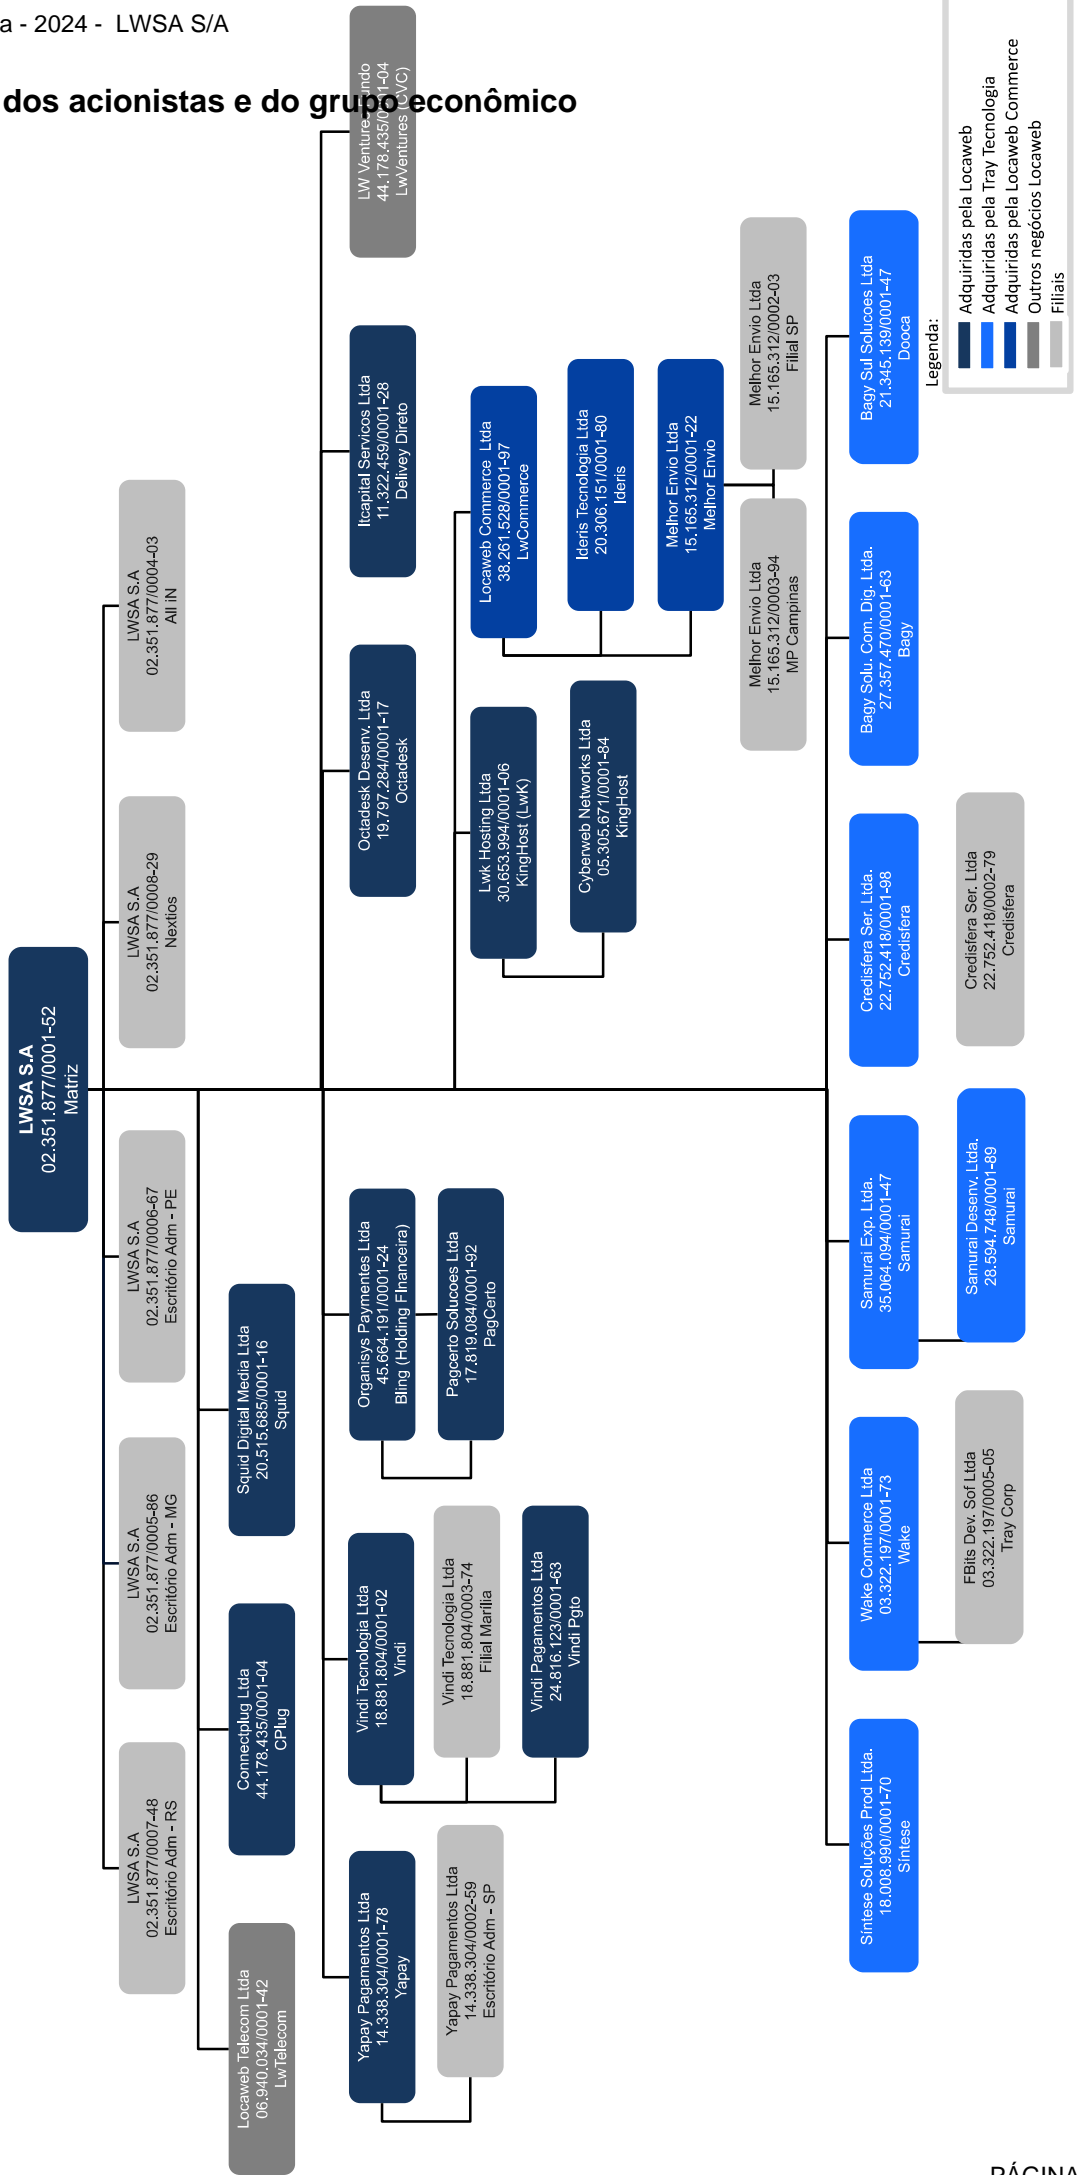 a - 2024 - LWSA S/A
dos acionistas e do grupo econômico
LWSA S.A
02.351.877/0001-52
Matriz
LWSA S.A
02.351.877/0007-48
Escritório Adm - RS
LWSA S.A
02.351.877/0005-86
Escritório Adm - MG
LWSA S.A
02.351.877/0006-67
Escritório Adm - PE
LWSA S.A
02.351.877/0008-29
Nextios
LWSA S.A
02.351.877/0004-03
All iN
Locaweb Telecom Ltda
06.940.034/0001-42
LwTelecom
Connectplug Ltda
44.178.435/0001-04
CPlug
Squid Digital Media Ltda
20.515.685/0001-16
Squid
Yapay Pagamentos Ltda
14.338.304/0001-78
Yapay
Vindi Tecnologia Ltda
18.881.804/0001-02
Vindi
Organisys Paymentes Ltda
45.664.191/0001-24
Bling (Holding FInanceira)
Octadesk Desenv. Ltda
19.797.284/0001-17
Octadesk
Itcapital Servicos Ltda
11.322.459/0001-28
Delivey Direto
LW Ventures Fundo
44.178.435/0001-04
LwVentures (CVC)
Yapay Pagamentos Ltda
14.338.304/0002-59
Escritório Adm - SP
Vindi Tecnologia Ltda
18.881.804/0003-74
Filial Marília
Pagcerto Solucoes Ltda
17.819.084/0001-92
PagCerto
Vindi Pagamentos Ltda
24.816.123/0001-63
Vindi Pgto
Lwk Hosting Ltda
30.653.994/0001-06
KingHost (LwK)
Locaweb Commerce Ltda
38.261.528/0001-97
LwCommerce
Cyberweb Networks Ltda
05.305.671/0001-84
KingHost
Ideris Tecnologia Ltda
20.306.151/0001-80
Ideris
Melhor Envio Ltda
15.165.312/0001-22
Melhor Envio
Melhor Envio Ltda
15.165.312/0003-94
MP Campinas
Melhor Envio Ltda
15.165.312/0002-03
Filial SP
Síntese Soluções Prod Ltda.
18.008.990/0001-70
Síntese
Wake Commerce Ltda
03.322.197/0001-73
Wake
Samurai Exp. Ltda.
35.064.094/0001-47
Samurai
Credisfera Ser. Ltda.
22.752.418/0001-98
Credisfera
Bagy Solu. Com. Dig. Ltda.
27.357.470/0001-63
Bagy
Bagy Sul Solucoes Ltda
21.345.139/0001-47
Dooca
FBits Dev. Sof Ltda
03.322.197/0005-05
Tray Corp
Samurai Desenv. Ltda.
28.594.748/0001-89
Samurai
Credisfera Ser. Ltda
22.752.418/0002-79
Credisfera
Legenda:
Adquiridas pela Locaweb
Adquiridas pela Tray Tecnologia
Adquiridas pela Locaweb Commerce
Outros negócios Locaweb
Filiais
PÁGINA